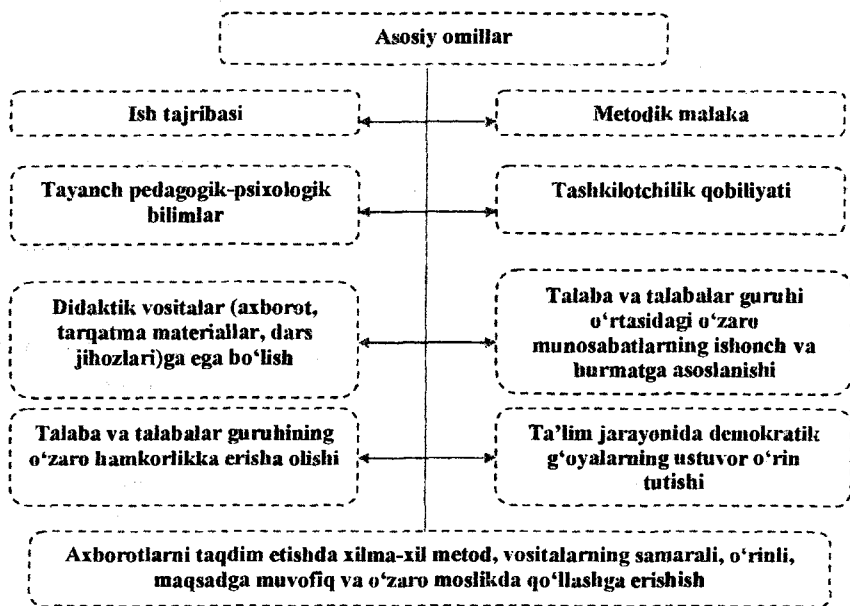 Asosiy omillar
Ish tajribasi
Metodik malaka
Tayanch pedagogik-psixologik
bilimlar
Tashkilotchilik qobiliyati
Didaktik vositalar (axborot,
tarqatma materiallar, dars
jihozlari)ga ega bo‘lish
Talaba va talabalar guruhi
o‘rtasidagi o‘zaro
munosabatlarning ishonch va
hurmatga asoslanishi
Talaba va talabalar guruhining
o‘zaro hamkorlikka erisha olishi
Ta’lim jarayonida demokratik
g‘oyalarning ustuvor o‘rin
tutishi
Axborotlarni taqdim etishda xilma-xil metod, vositalarning samarali, o‘rinli,
maqsadga muvofiq va o‘zaro moslikda qo‘llashga erishish